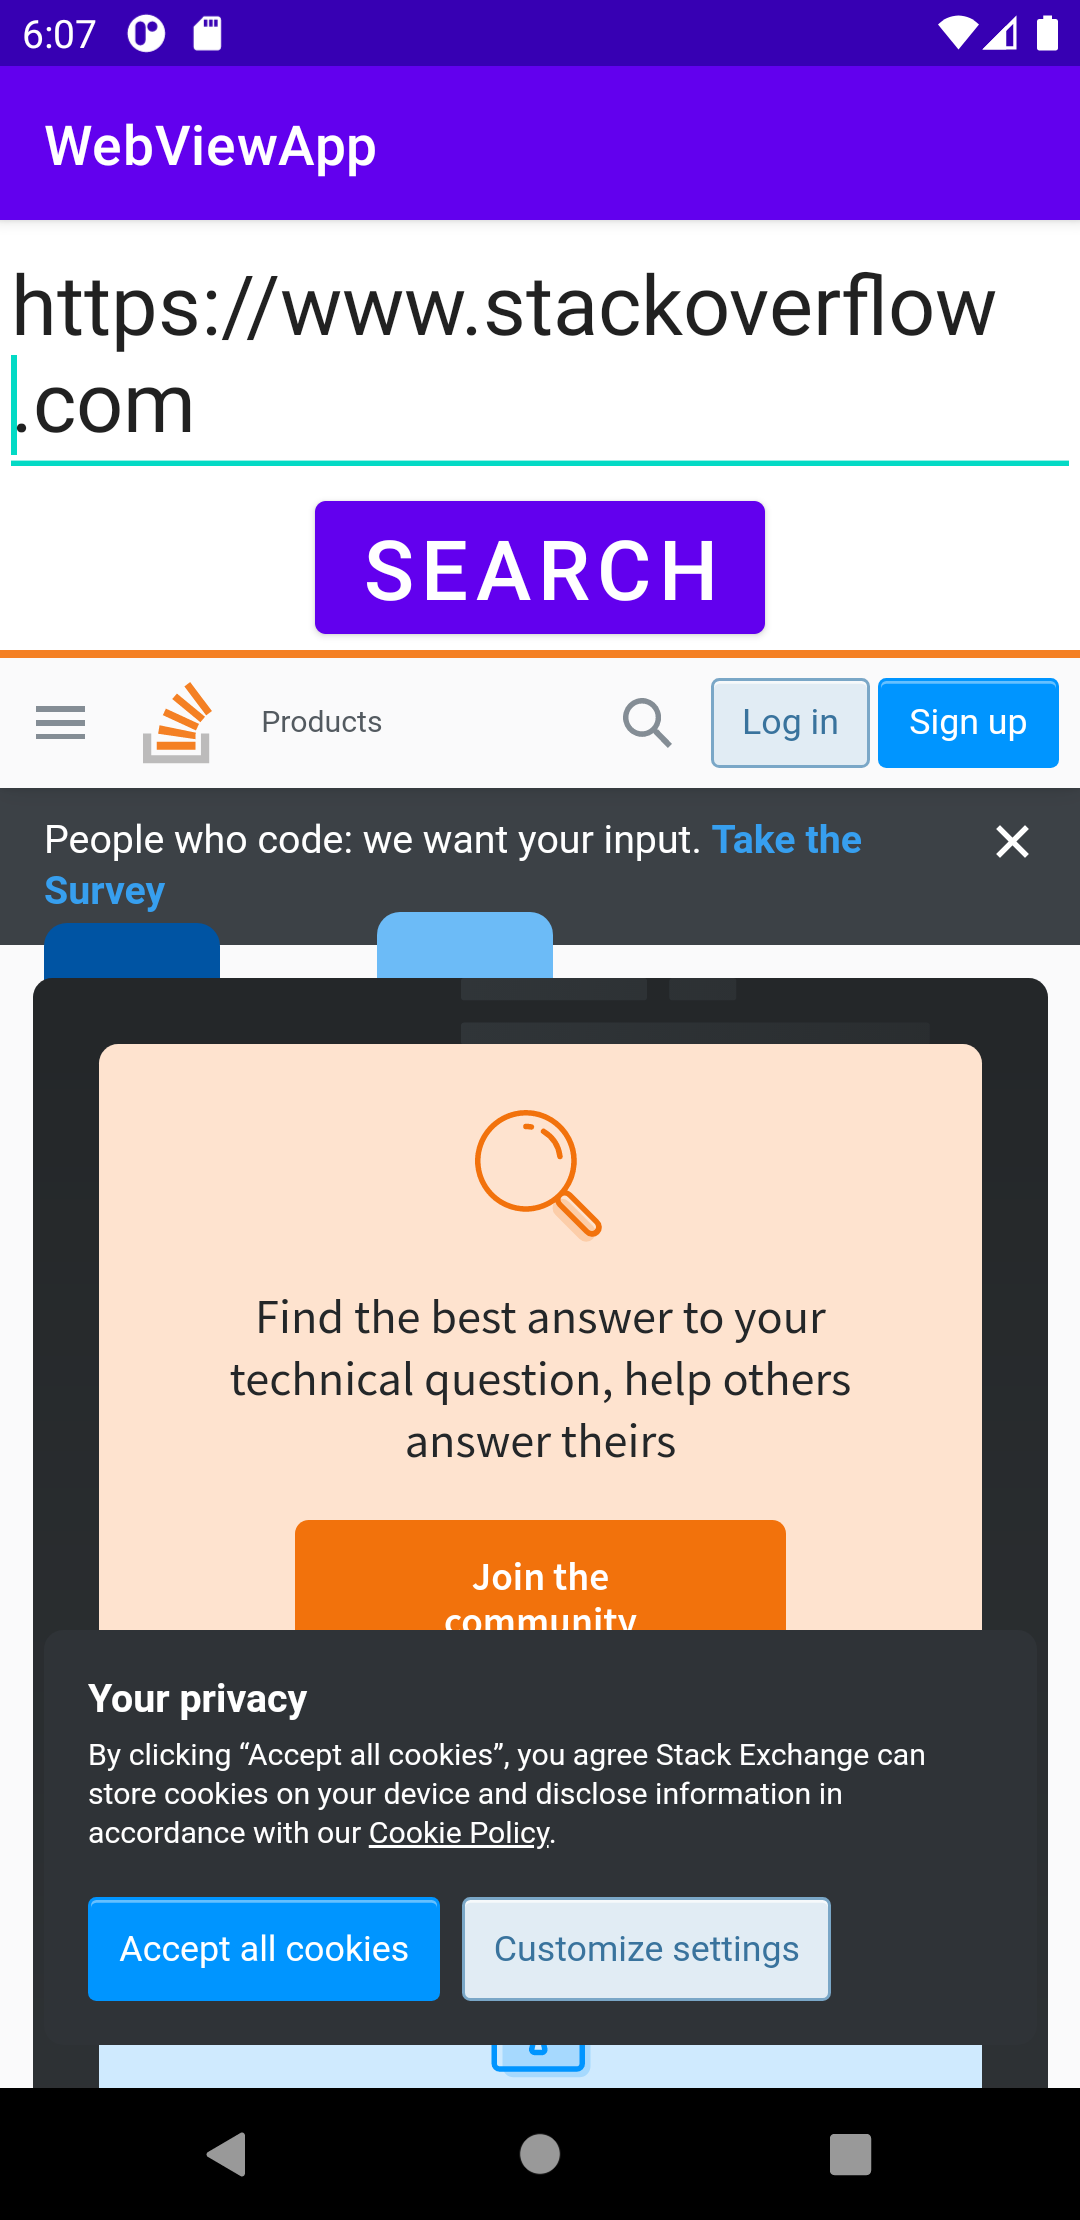 6:07
WebViewApp
https://www.stackoverflow
.com
SEARCH
Products
Log in
Sign up
People who code: we want your input. Take the
Survey
Find the best answer to your
technical question, help others
answer theirs
Join the
community
Your privacy
By clicking “Accept all cookies”, you agree Stack Exchange can
store cookies on your device and disclose information in
accordance with our Cookie Policy.
Accept all cookies
Customize settings